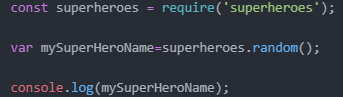 const superheroes = require('superheroes');
var mySuperHeroName=superheroes.random();
console.log(mySuperHeroName);